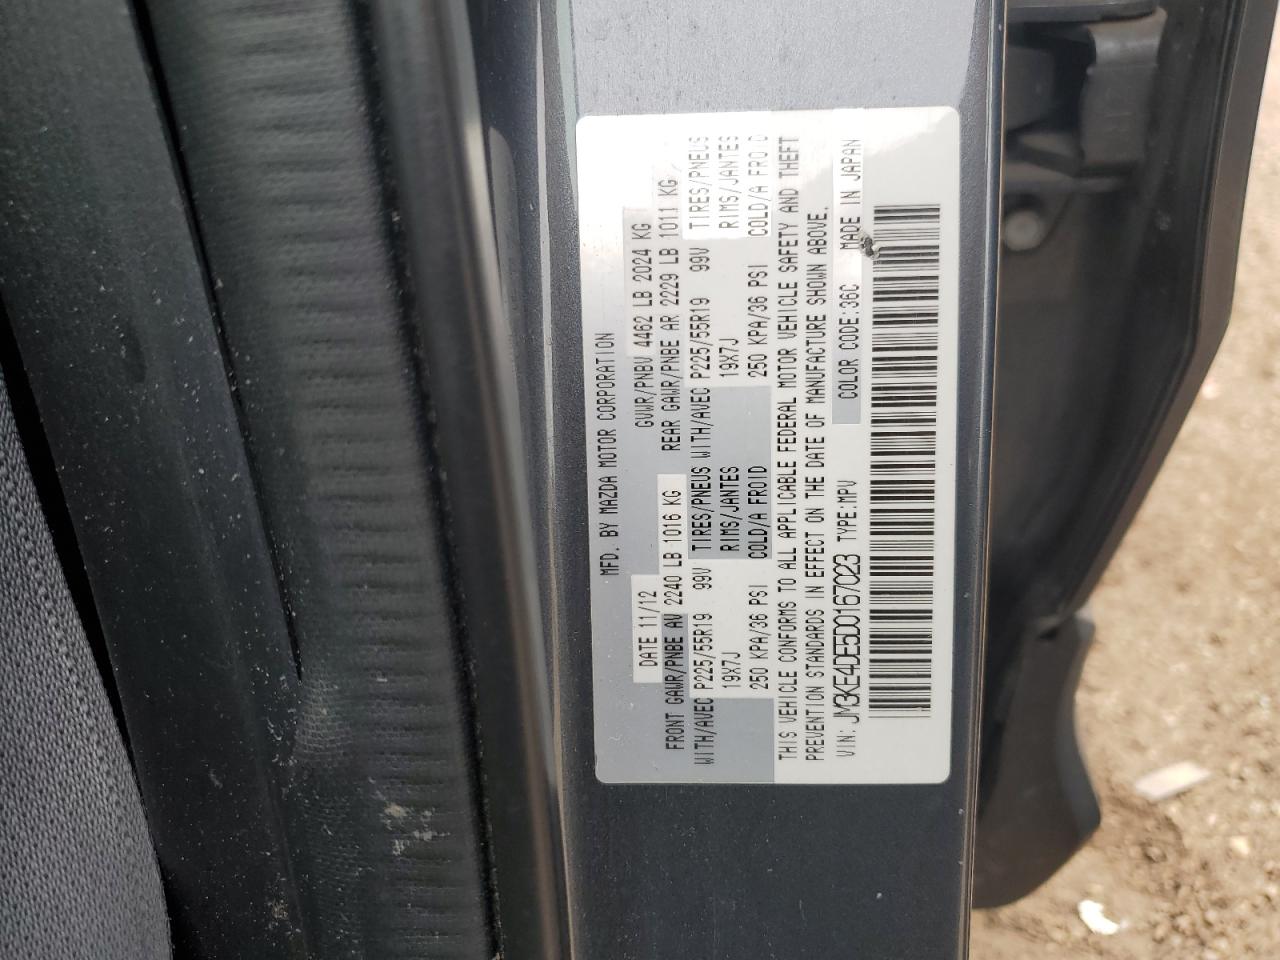 MFD. BY MAZDA MOTOR CORPORATION
DATE 11/12 GVWR/PNBV 4462 LB 2024 KG
FRONT GAWR/PNBE AV 2240 LB 1016 KG REAR GAWR/PNBE AR 2229 LB 1011 KG
WITH/AVEC P225/55R19 99V TIRES/PNEUS WITH/AVEC P225/55R19 99V TIRES/PNEUS
19X7J RIMS/JANTES 19X7J RIMS/JANTES
250 KPA/36 PSI COLD/A FROID 250 KPA/36 PSI COLD/A FROID
THIS VEHICLE CONFORMS TO ALL APPLICABLE FEDERAL MOTOR VEHICLE SAFETY AND THEFT
PREVENTION STANDARDS IN EFFECT ON THE DATE OF MANUFACTURE SHOWN ABOVE.
VIN: JM3KE4DE5D0167023 TYPE:MPV COLOR CODE:36C MADE IN JAPAN